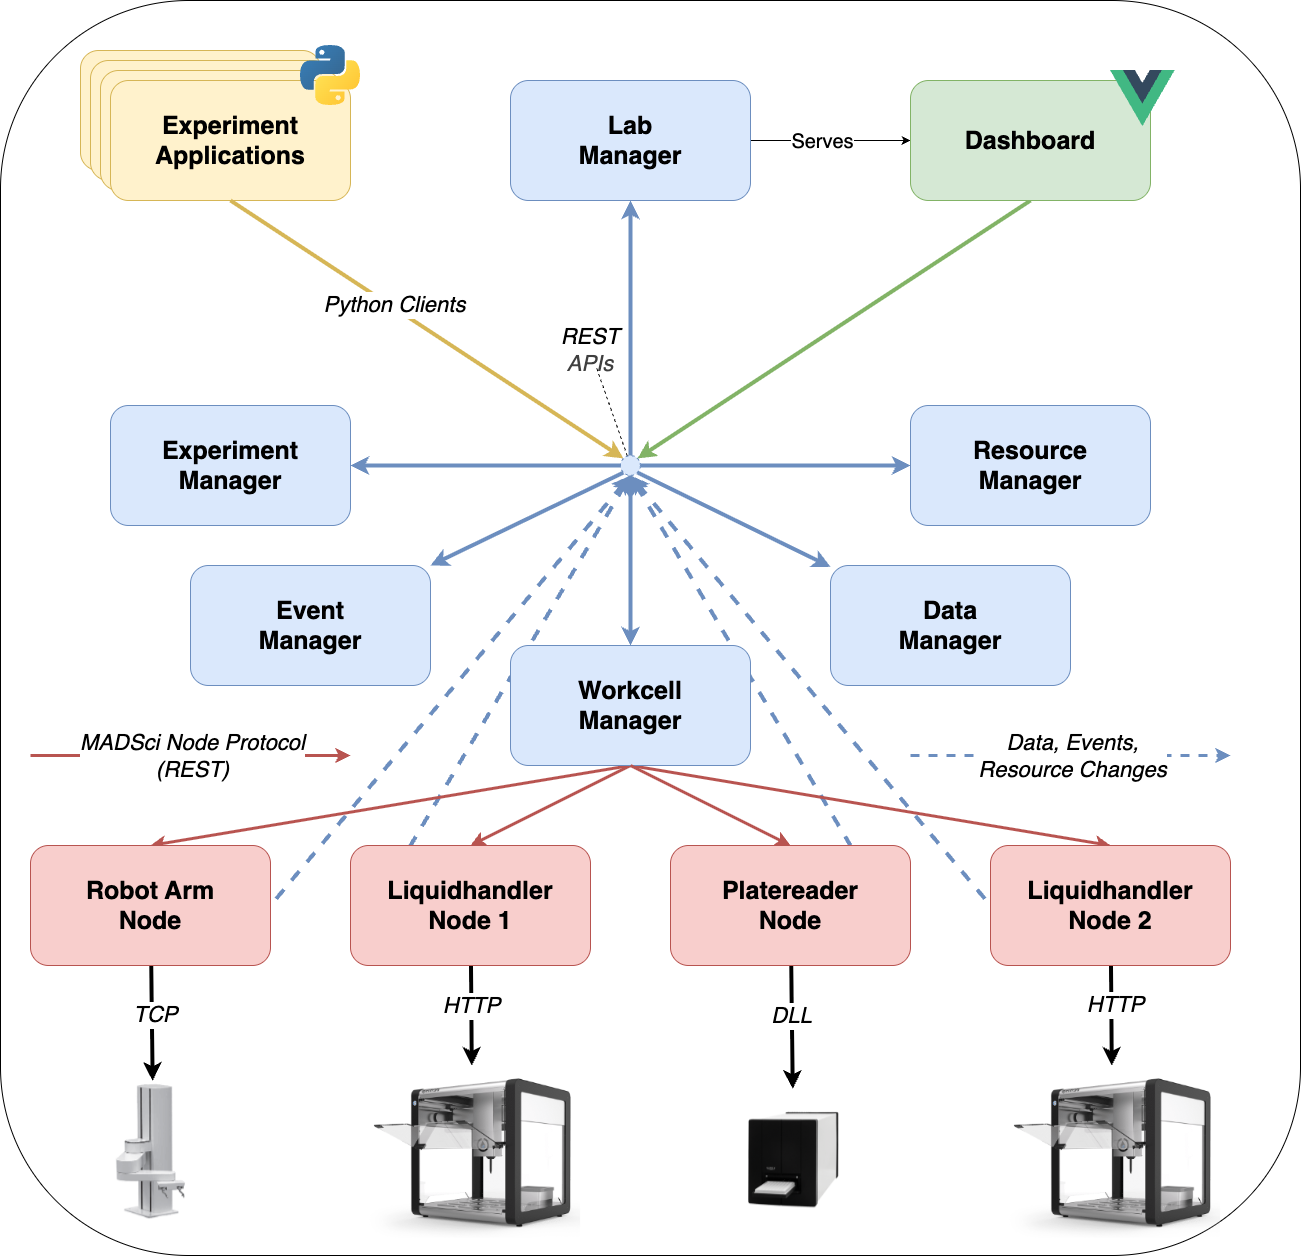 Experiment
Applications
Lab
Manager
Serves
Dashboard
Python Clients
REST
APIs
Experiment
Manager
Resource
Manager
Event
Manager
Data
Manager
Workcell
Manager
MADSci Node Protocol
(REST)
Data, Events,
Resource Changes
Robot Arm
Node
Liquidhandler
Node 1
Platereader
Node
Liquidhandler
Node 2
TCP
HTTP
DLL
HTTP